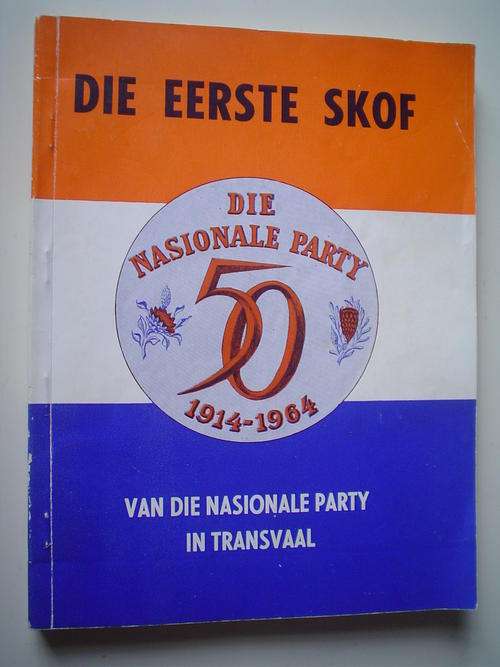 DIE EERSTE SKOF
DIE
NASIONALE PARTY
50
1914-1964
VAN DIE NASIONALE PARTY
IN TRANSVAAL